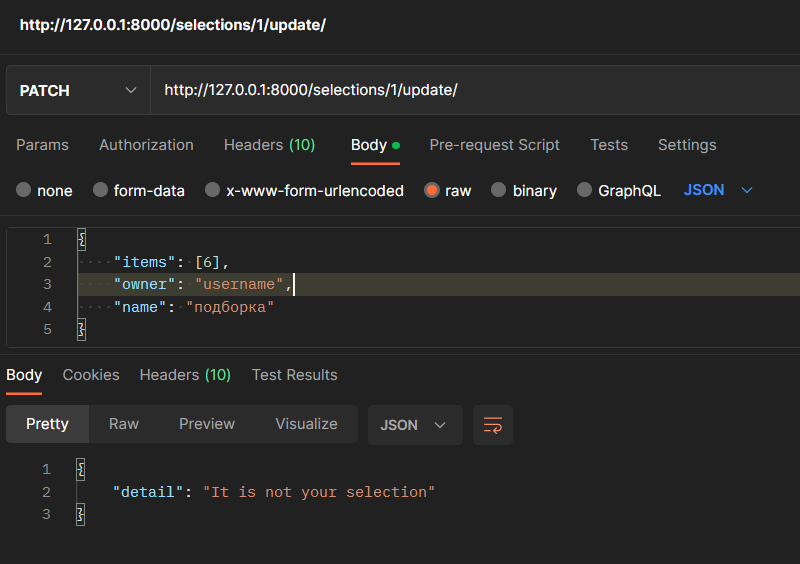 http://127.0.0.1:8000/selections/1/update/
PATCH http://127.0.0.1:8000/selections/1/update/
Params Authorization Headers (10) Body Pre-request Script Tests Settings
none form-data x-www-form-urlencoded raw binary GraphQL JSON
1 {
2 "items": [6],
3 "owner": "username",
4 "name": "подборка"
5 }
Body Cookies Headers (10) Test Results
Pretty Raw Preview Visualize JSON
1 {
2 "detail": "It is not your selection"
3 }